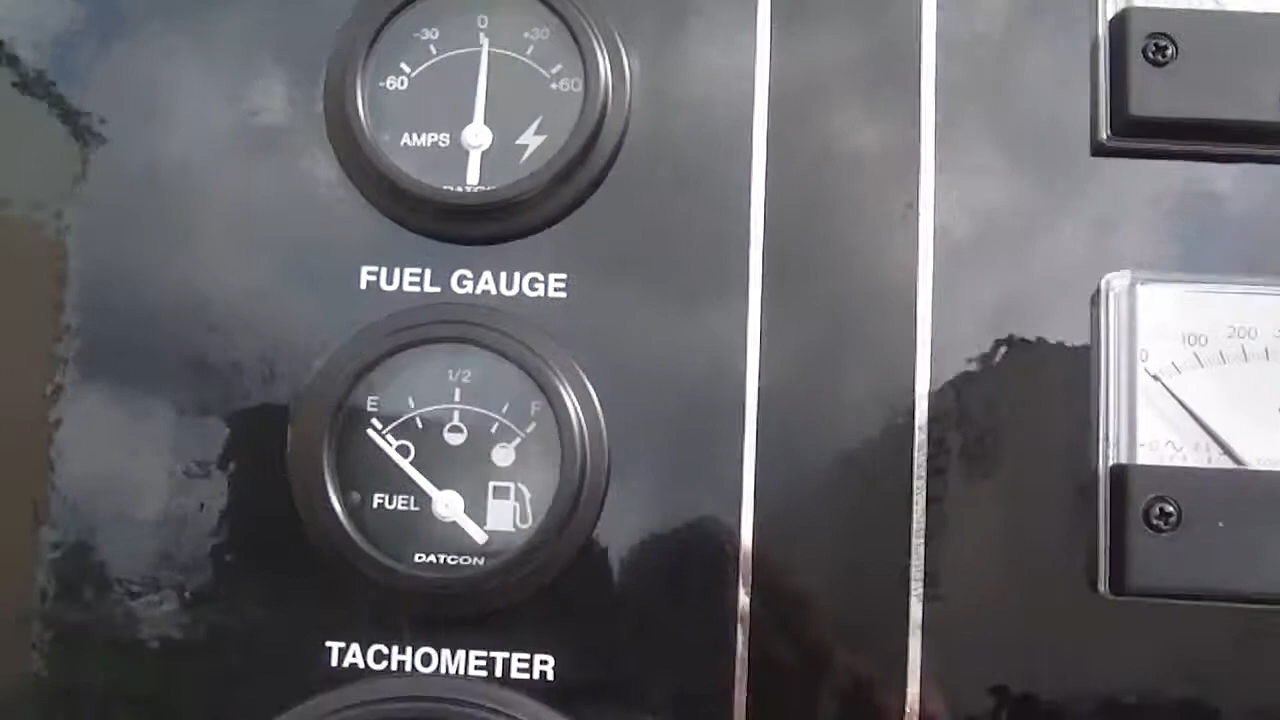 0
-30 +30
-60 +60
AMPS
FUEL GAUGE
1/2
E F
FUEL
DATCON
TACHOMETER
0 100 200